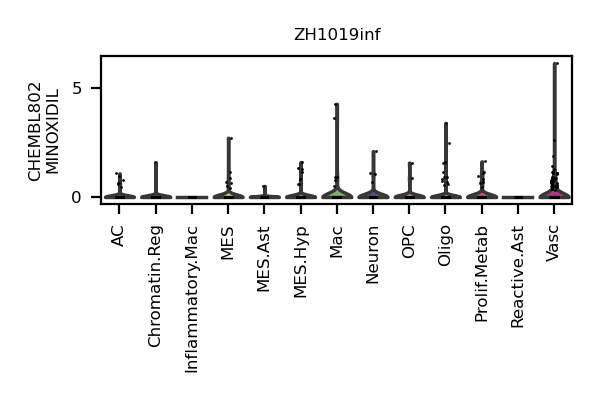 ZH1019inf
CHEMBL802
MINOXIDIL
5
0
AC
Chromatin.Reg
Inflammatory.Mac
MES
MES.Ast
MES.Hyp
Mac
Neuron
OPC
Oligo
Prolif.Metab
Reactive.Ast
Vasc